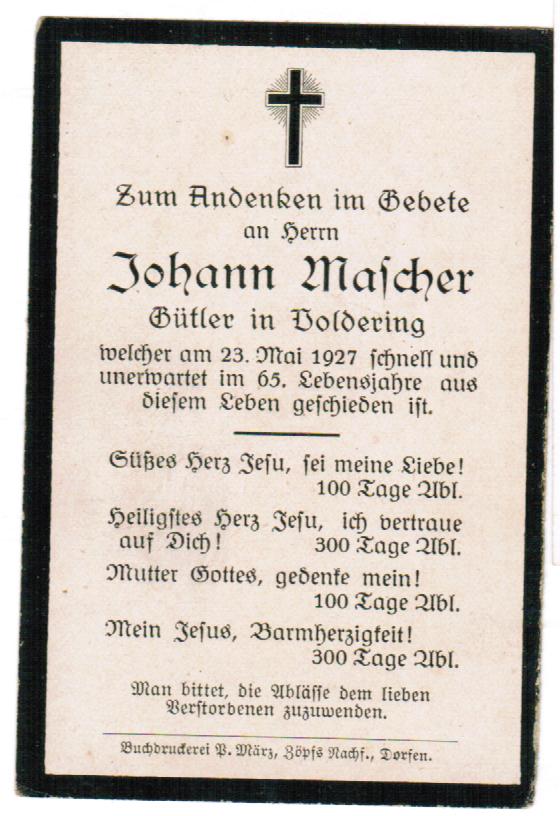 Zum Andenken im Gebete
an Herrn
Johann Mascher
Gütler in Voldering
welcher am 23. Mai 1927 schnell und
unerwartet im 65. Lebensjahre aus
diesem Leben geschieden ist.
Süßes Herz Jesu, sei meine Liebe!
100 Tage Abl.
Heiligstes Herz Jesu, ich vertraue
auf Dich! 300 Tage Abl.
Mutter Gottes, gedenke mein!
100 Tage Abl.
Mein Jesus, Barmherzigkeit!
300 Tage Abl.
Man bittet, die Ablässe dem lieben
Verstorbenen zuzuwenden.
Buchdruckerei P. März, Zöpfs Nachf., Dorfen.